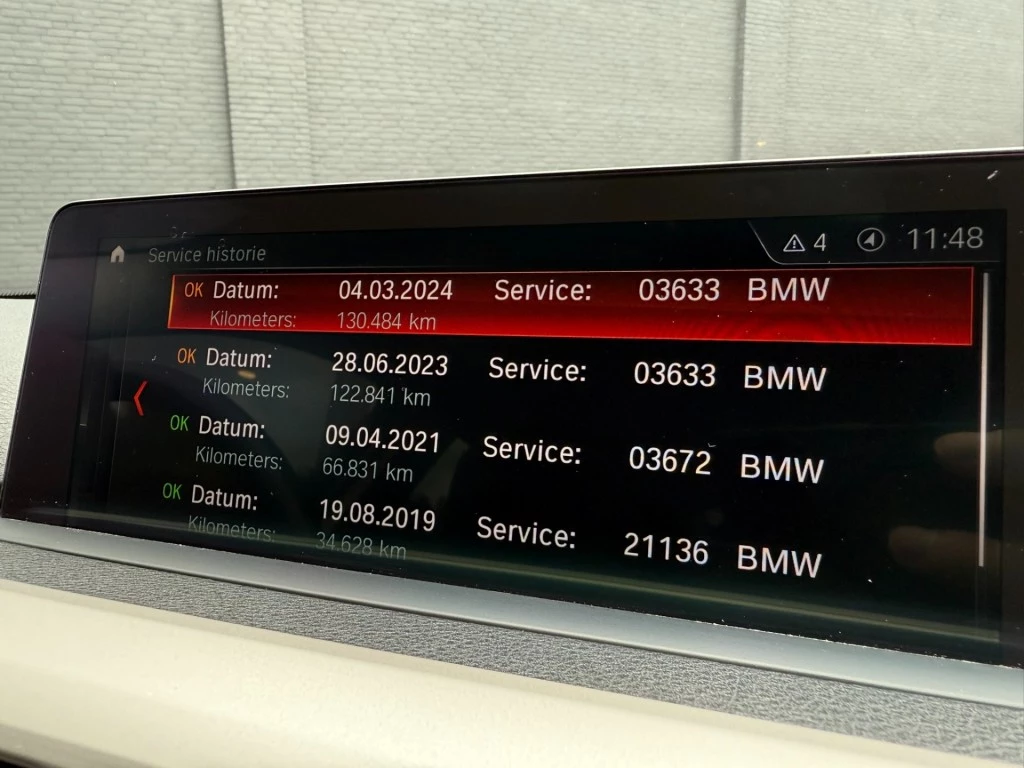 Service historie 4 11:48
OK Datum: 04.03.2024 Service: 03633 BMW
Kilometers: 130.484 km
OK Datum: 28.06.2023 Service: 03633 BMW
Kilometers: 122.841 km
OK Datum: 09.04.2021 Service: 03672 BMW
Kilometers: 66.831 km
OK Datum: 19.08.2019 Service: 21136 BMW
Kilometers: 34.628 km